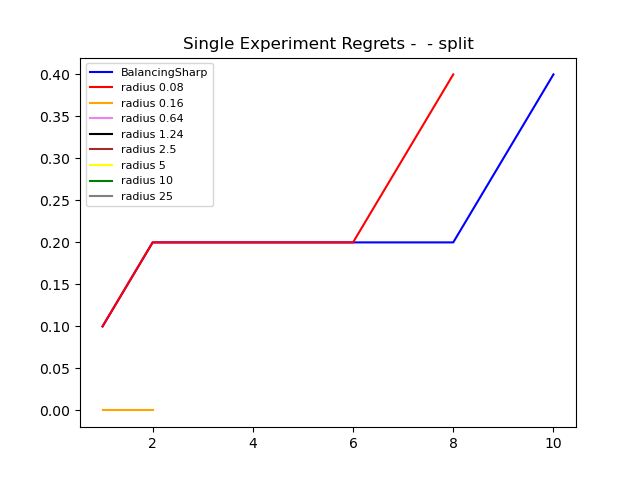 Single Experiment Regrets -  - split
0.40
0.35
0.30
0.25
0.20
0.15
0.10
0.05
0.00
BalancingSharp
radius 0.08
radius 0.16
radius 0.64
radius 1.24
radius 2.5
radius 5
radius 10
radius 25
2 4 6 8 10